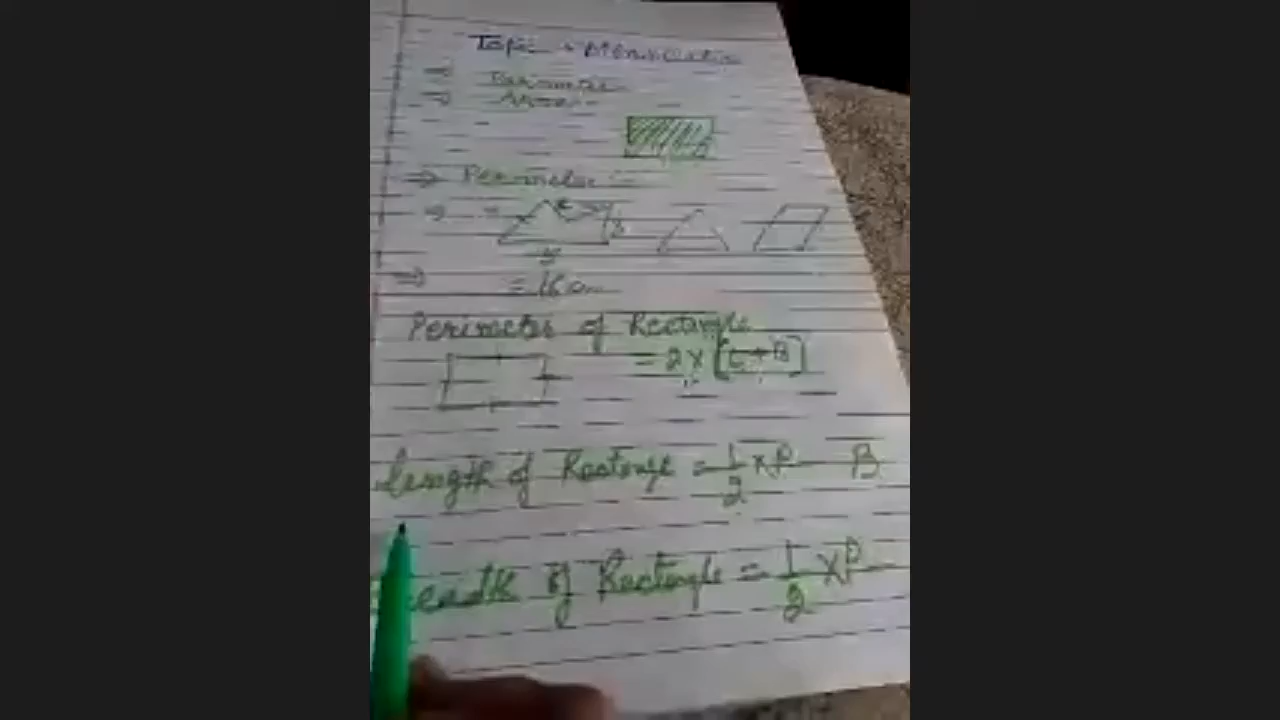 Topic : Mensuration
⇒ Perimeter
⇒ Area :-
⇒ Perimeter :-
⇒
⇒ = 16 cm
Perimeter of Rectangle
= 2 x [L + B]
length of Rectangle = 1/2 x P - B
readth of Rectangle = 1/2 x P -